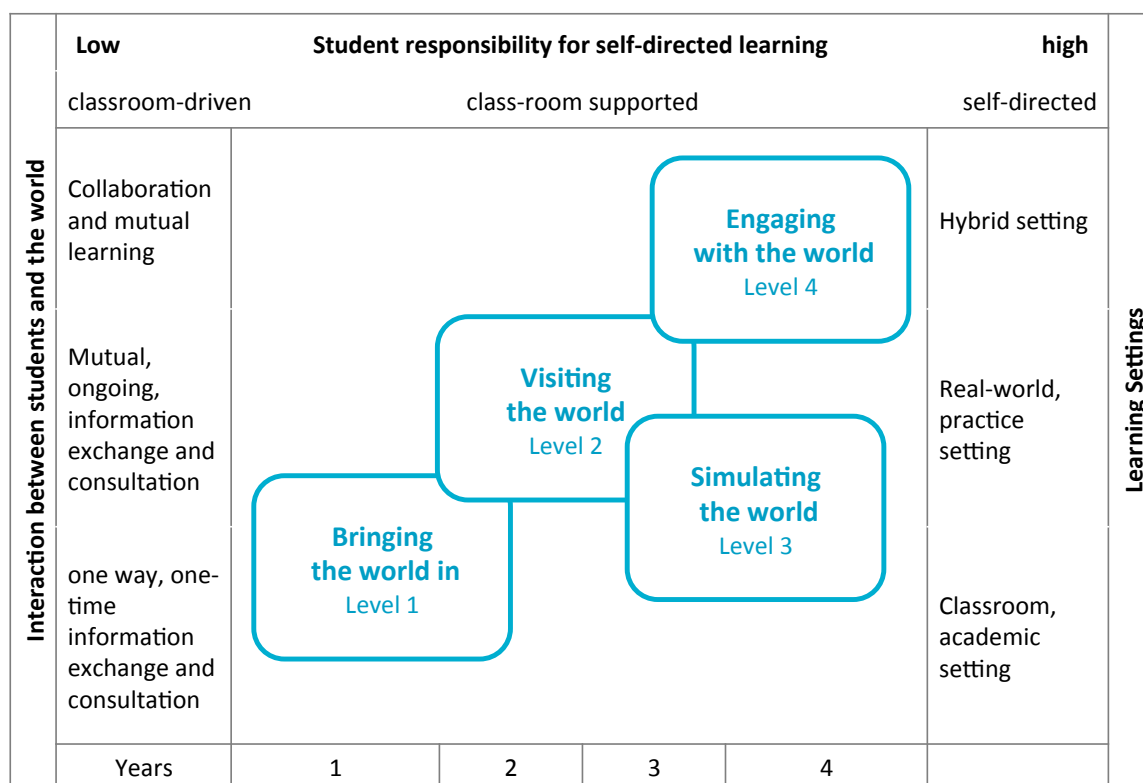 Low Student responsibility for self-directed learning high
classroom-driven class-room supported self-directed
Interaction between students and the world
Collaboration
and mutual
learning
Mutual,
ongoing,
information
exchange and
consultation
one way, one-
time
information
exchange and
consultation
Engaging
with the world
Level 4
Visiting
the world
Level 2
Simulating
the world
Level 3
Bringing
the world in
Level 1
Hybrid setting
Real-world,
practice
setting
Classroom,
academic
setting
Learning Settings
Years 1 2 3 4